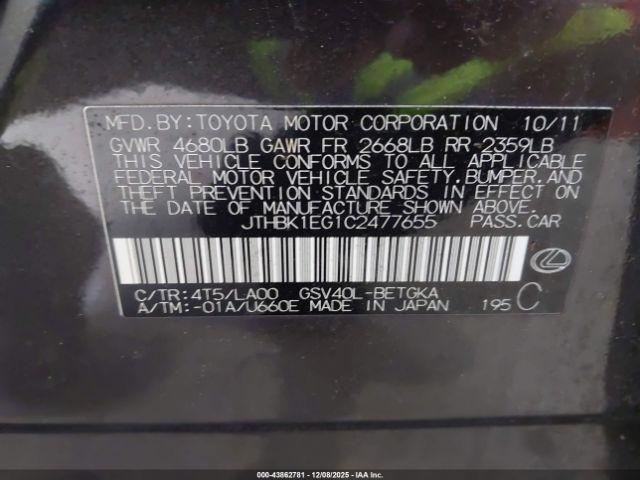 MFD. BY: TOYOTA MOTOR CORPORATION 10/11
GVWR 4680LB GAWR FR 2668LB RR-2359LB
THIS VEHICLE CONFORMS TO ALL APPLICABLE
FEDERAL MOTOR VEHICLE SAFETY, BUMPER, AND
THEFT PREVENTION STANDARDS IN EFFECT ON
THE DATE OF MANUFACTURE SHOWN ABOVE.
JTHBK1EG1C2477655 PASS.CAR
C/TR:4T5/LA00 GSV40L-BETGKA
A/TM:-01A/U660E MADE IN JAPAN 195 C
000-43862781 - 12/08/2025 - IAAI.CA